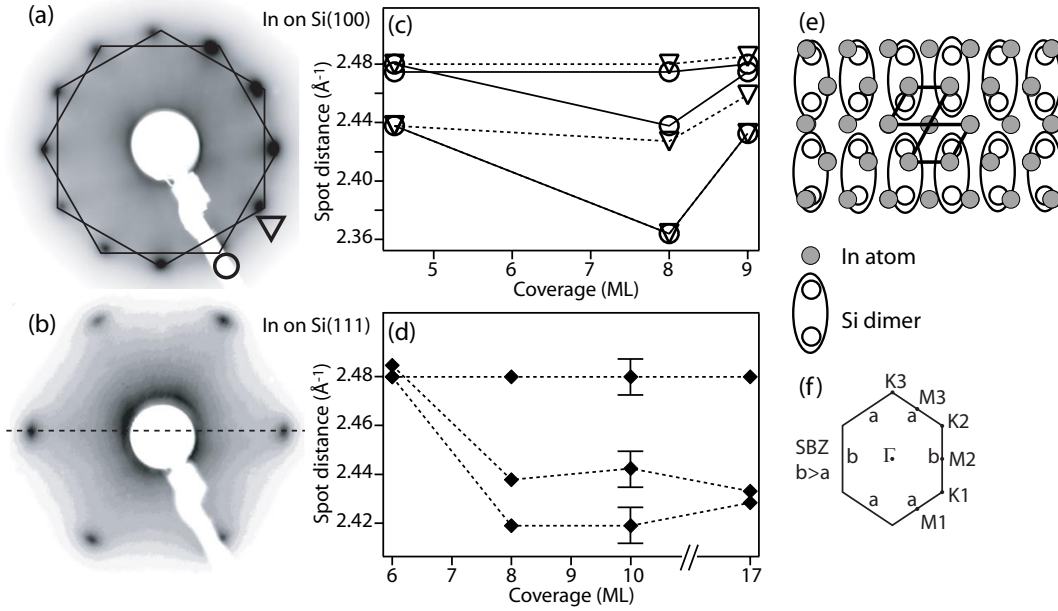 (a)
In on Si(100)
(b)
In on Si(111)
(c)
Spot distance (Å-1)
2.48
2.44
2.40
2.36
5
6
7
8
9
Coverage (ML)
(d)
Spot distance (Å-1)
2.48
2.46
2.44
2.42
6
7
8
9
10
17
Coverage (ML)
(e)
In atom
Si dimer
(f)
K3
M3
a
a
K2
SBZ
b
Γ
b
M2
b>a
K1
a
a
M1